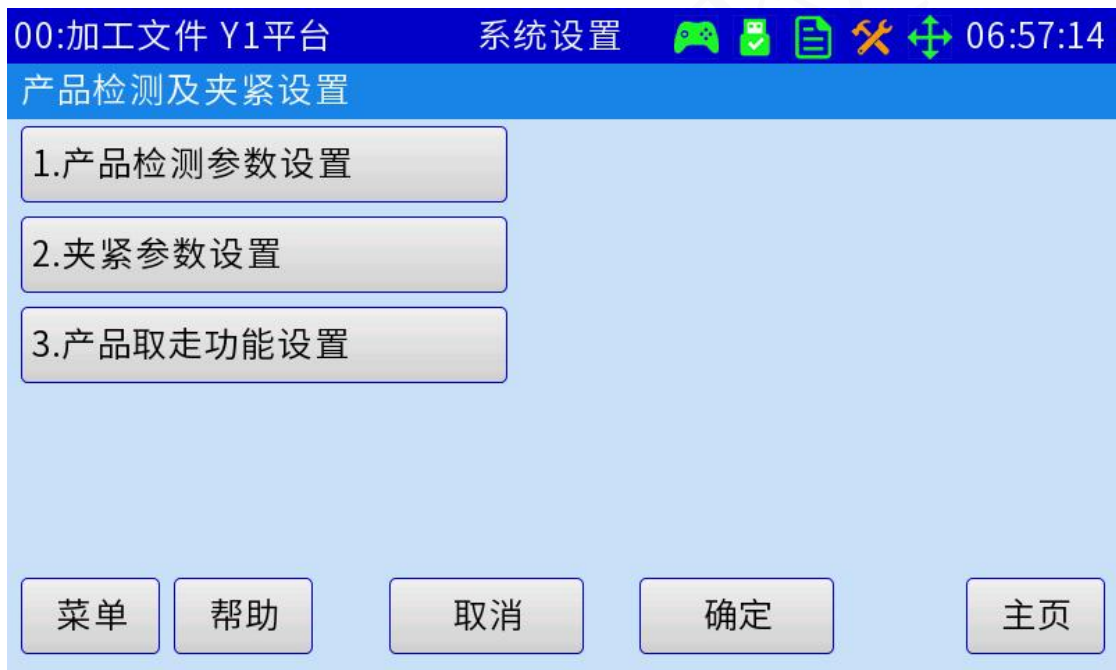 00:加工文件 Y1平台 系统设置 06:57:14
产品检测及夹紧设置
1.产品检测参数设置
2.夹紧参数设置
3.产品取走功能设置
菜单 帮助 取消 确定 主页